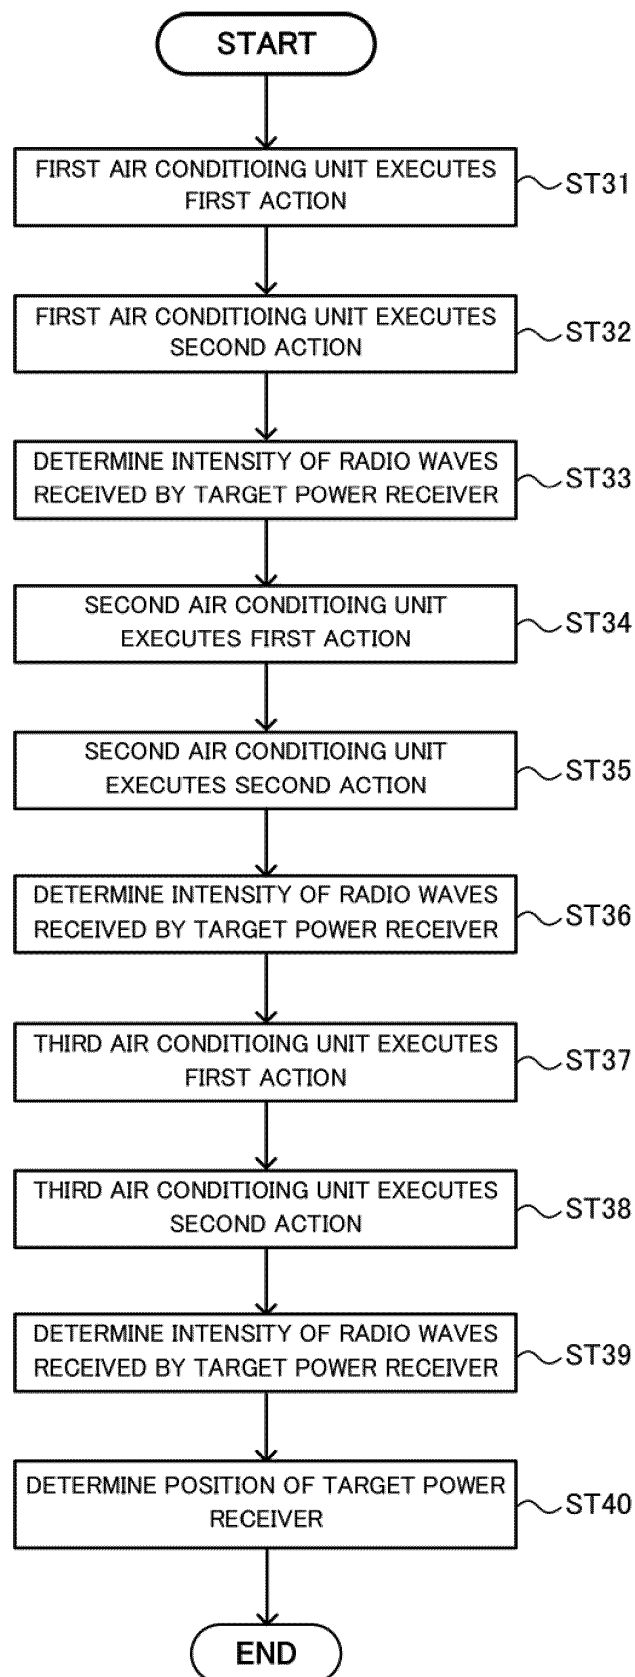 START
FIRST AIR CONDITIOING UNIT EXECUTES
FIRST ACTION
ST31
FIRST AIR CONDITIOING UNIT EXECUTES
SECOND ACTION
ST32
DETERMINE INTENSITY OF RADIO WAVES
RECEIVED BY TARGET POWER RECEIVER
ST33
SECOND AIR CONDITIOING UNIT
EXECUTES FIRST ACTION
ST34
SECOND AIR CONDITIOING UNIT
EXECUTES SECOND ACTION
ST35
DETERMINE INTENSITY OF RADIO WAVES
RECEIVED BY TARGET POWER RECEIVER
ST36
THIRD AIR CONDITIOING UNIT EXECUTES
FIRST ACTION
ST37
THIRD AIR CONDITIOING UNIT EXECUTES
SECOND ACTION
ST38
DETERMINE INTENSITY OF RADIO WAVES
RECEIVED BY TARGET POWER RECEIVER
ST39
DETERMINE POSITION OF TARGET POWER
RECEIVER
ST40
END